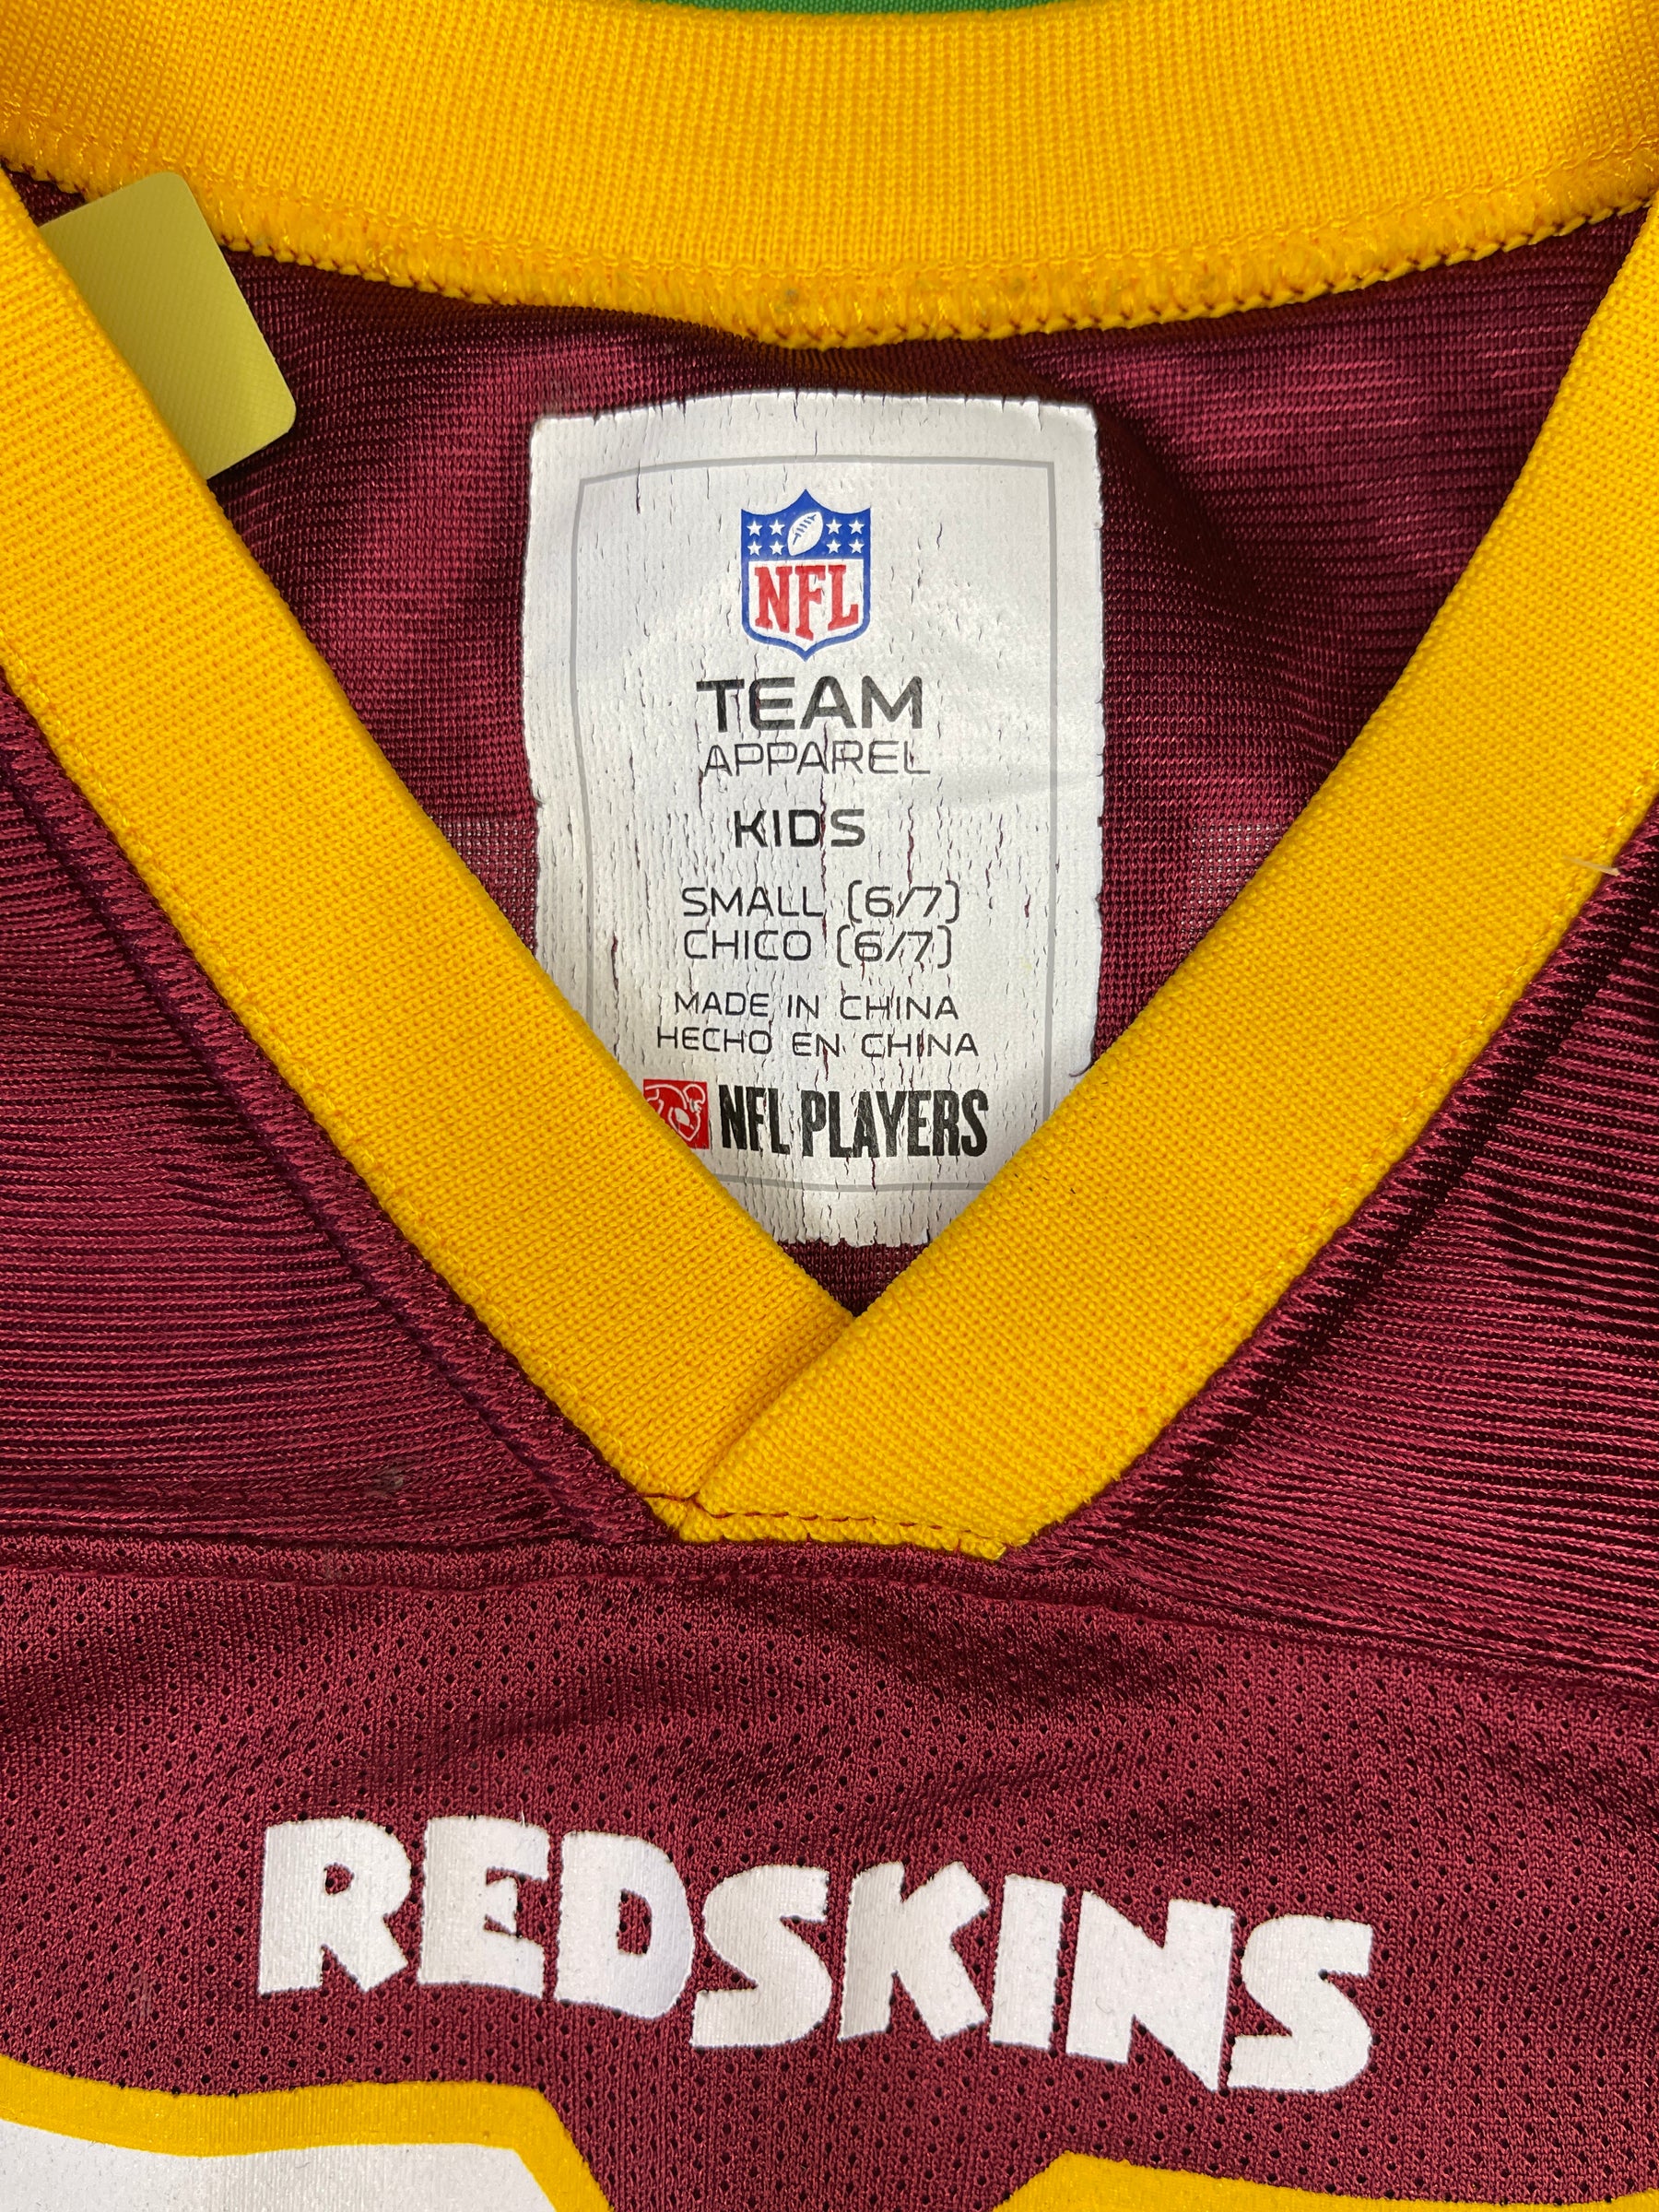 NFL
TEAM
APPAREL
KIDS
SMALL (6/7)
CHICO (6/7)
MADE IN CHINA
HECHO EN CHINA
NFL PLAYERS
REDSKINS